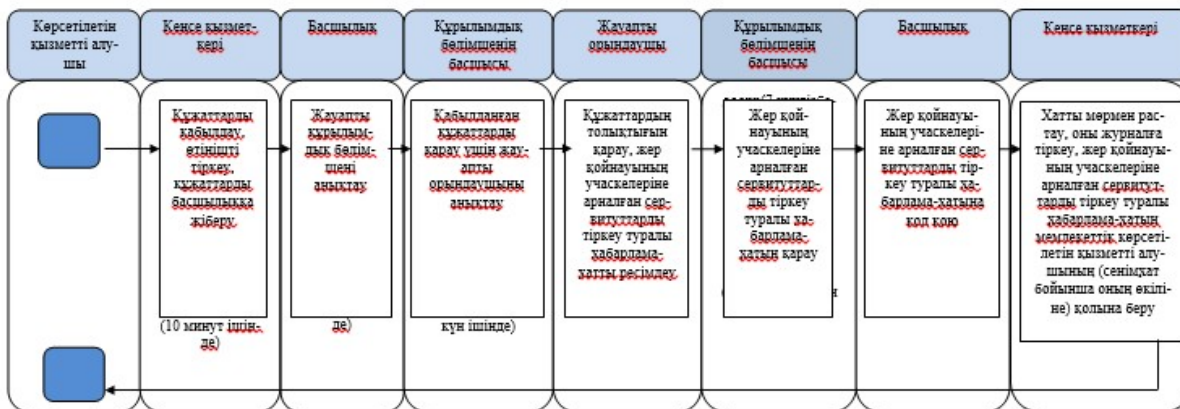 Көрсетілетін
қызметті алу-
шы
Кеңсе қызмет-
кері
Басшылық
Құрылымдық
бөлімшенің
басшысы
Жауапты
орындаушы
Құрылымдық
бөлімшенің
басшысы
Басшылық
Кеңсе қызметкері
Құжаттарды
қабылдау,
өтінішті
тіркеу,
құжаттарды
басшылыққа
жіберу
(10 минут ішін-
де)
Жауапты
құрылым-
дық бөлім-
шені
анықтау
де)
Қабылданған
құжаттарды
қарау үшін жау-
апты
орындаушыны
анықтау
күн ішінде)
Құжаттардың
толықтығын
қарау, жер
қойнауының
учаскелеріне
арналған сер-
витуттарды
тіркеу туралы
хабарлама-
хатты ресімдеу
Жер қой-
науының
учаскелеріне
арналған
сервитуттар-
ды тіркеу
туралы ха-
барлама-
хатын қарау
Жер қойнауы-
ның учаскелері-
не арналған сер-
витуттарды тір-
кеу туралы ха-
барлама-хатына
қол қою
Хатты мөрмен рас-
тау, оны журналға
тіркеу, жер қойнауы-
ның учаскелеріне
арналған сервитут-
тарды тіркеу туралы
хабарлама-хатың
мемлекеттік көрсеті-
летін қызметті алу-
шының (сенімхат
бойынша оның өкілі-
не) қолына беру